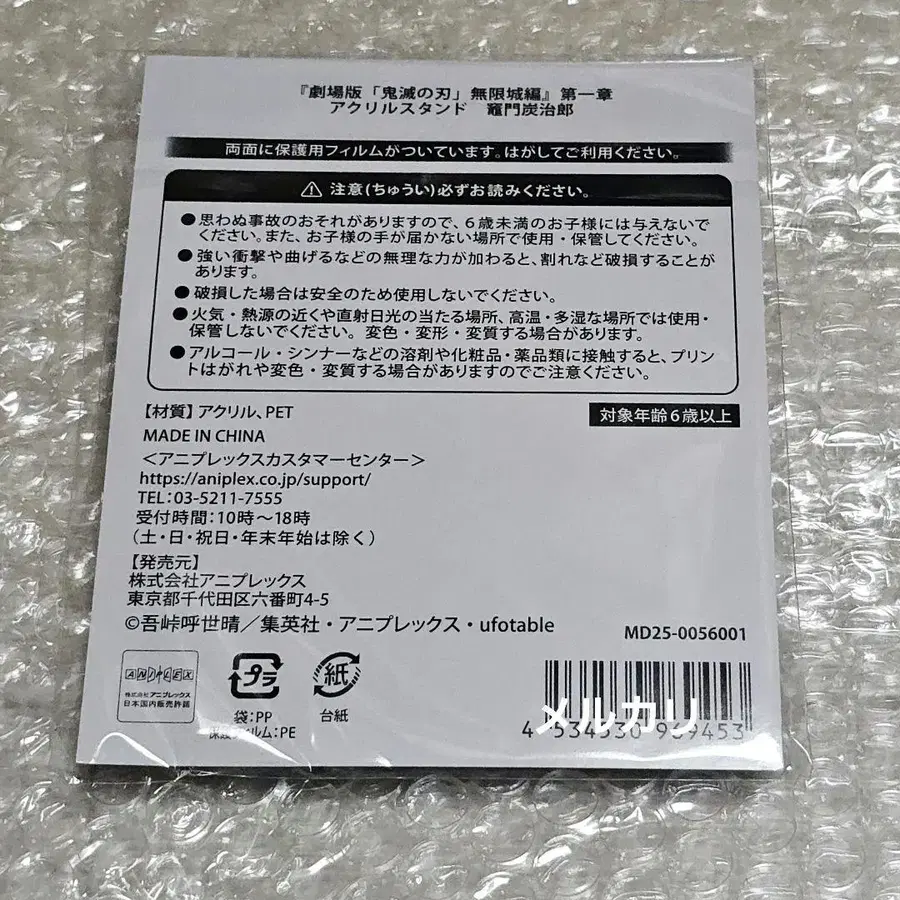 『劇場版「鬼滅の刃」無限城編』第一章
アクリルスタンド　竈門炭治郎
両面に保護用フィルムがついています。はがしてご利用ください。
⚠ 注意(ちゅうい)必ずお読みください。
●思わぬ事故のおそれがありますので、6歳未満のお子様には与えないで
ください。また、お子様の手が届かない場所で使用・保管してください。
●強い衝撃や曲げるなどの無理な力が加わると、割れなど破損することが
あります。
●破損した場合は安全のため使用しないでください。
●火気・熱源の近くや直射日光の当たる場所、高温・多湿な場所では使用・
保管しないでください。変色・変形・変質する場合があります。
●アルコール・シンナーなどの溶剤や化粧品・薬品類に接触すると、プリン
トはがれや変色・変質する場合がありますのでご注意ください。
【材質】アクリル、PET
対象年齢6歳以上
MADE IN CHINA
＜アニプレックスカスタマーセンター＞
https://aniplex.co.jp/support/
TEL:03-5211-7555
受付時間：10時～18時
（土・日・祝日・年末年始は除く）
【発売元】
株式会社アニプレックス
東京都千代田区六番町4-5
©吾峠呼世晴／集英社・アニプレックス・ufotable
MD25-0056001
ANIPLEX
株式会社アニプレックス
日本国内販売許諾
プラ
袋：PP
保護フィルム：PE
紙
台紙
メルカリ
4 534530 969453